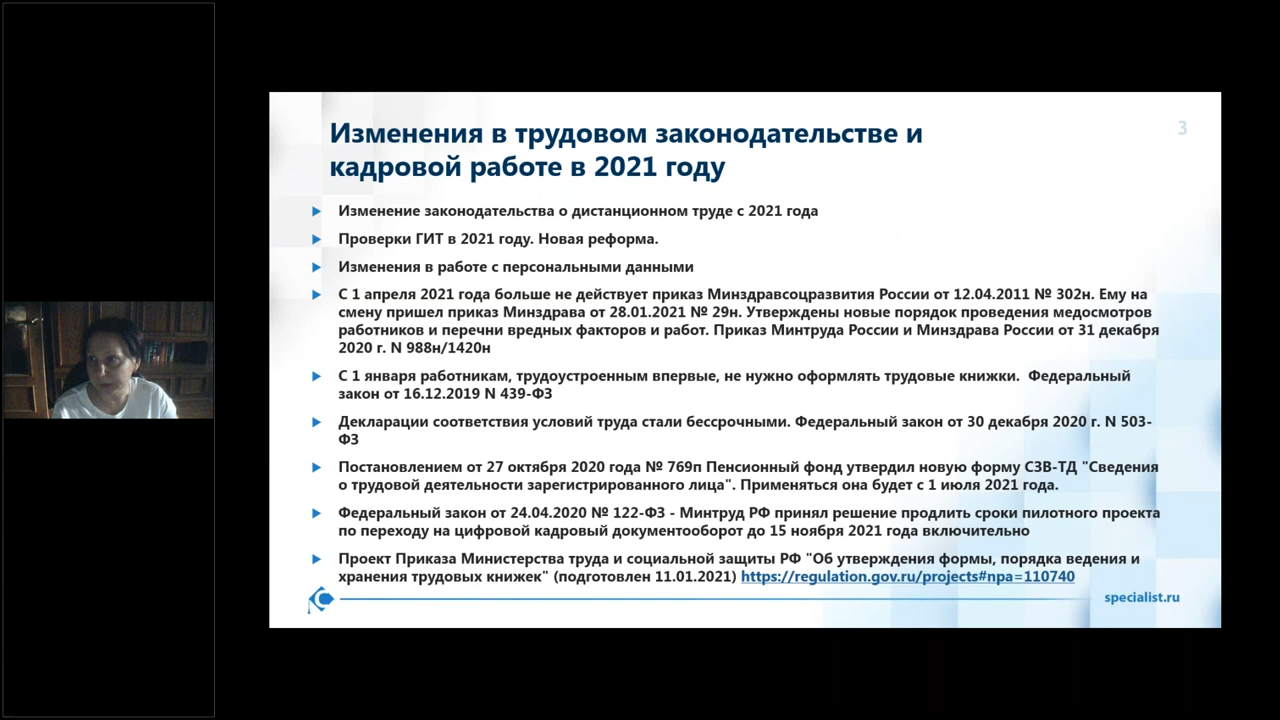 Изменения в трудовом законодательстве и
кадровой работе в 2021 году
3
Изменение законодательства о дистанционном труде с 2021 года
Проверки ГИТ в 2021 году. Новая реформа.
Изменения в работе с персональными данными
С 1 апреля 2021 года больше не действует приказ Минздравсоцразвития России от 12.04.2011 № 302н. Ему на
смену пришел приказ Минздрава от 28.01.2021 № 29н. Утверждены новые порядок проведения медосмотров
работников и перечни вредных факторов и работ. Приказ Минтруда России и Минздрава России от 31 декабря
2020 г. N 988н/1420н
С 1 января работникам, трудоустроенным впервые, не нужно оформлять трудовые книжки. Федеральный
закон от 16.12.2019 N 439-ФЗ
Декларации соответствия условий труда стали бессрочными. Федеральный закон от 30 декабря 2020 г. N 503-
ФЗ
Постановлением от 27 октября 2020 года № 769п Пенсионный фонд утвердил новую форму СЗВ-ТД "Сведения
о трудовой деятельности зарегистрированного лица". Применяться она будет с 1 июля 2021 года.
Федеральный закон от 24.04.2020 № 122-ФЗ - Минтруд РФ принял решение продлить сроки пилотного проекта
по переходу на цифровой кадровый документооборот до 15 ноября 2021 года включительно
Проект Приказа Министерства труда и социальной защиты РФ "Об утверждения формы, порядка ведения и
хранения трудовых книжек" (подготовлен 11.01.2021) https://regulation.gov.ru/projects#npa=110740
specialist.ru